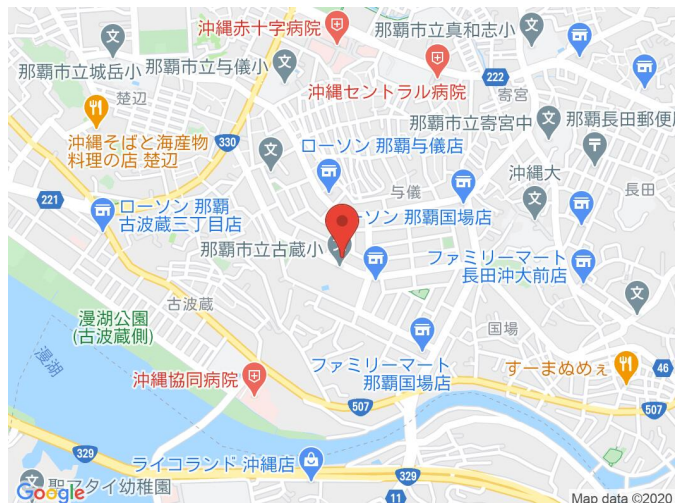 沖縄赤十字病院
那覇市立真和志小
那覇市立城岳小
那覇市立与儀小
222
楚辺
沖縄セントラル病院
寄宮
那覇市立寄宮中
那覇長田郵便局
沖縄そばと海産物
料理の店 楚辺
330
ローソン 那覇与儀店
沖縄大
与儀
長田
221
ローソン 那覇
古波蔵三丁目店
ローソン 那覇国場店
那覇市立古蔵小
ファミリーマート
長田沖大前店
古波蔵
漫湖公園
(古波蔵側)
国場
漫湖
ファミリーマート
那覇国場店
すーまぬめぇ
46
沖縄協同病院
507
507
329
ライコランド 沖縄店
329
聖アタイ幼稚園
11
Google
Map data ©2020